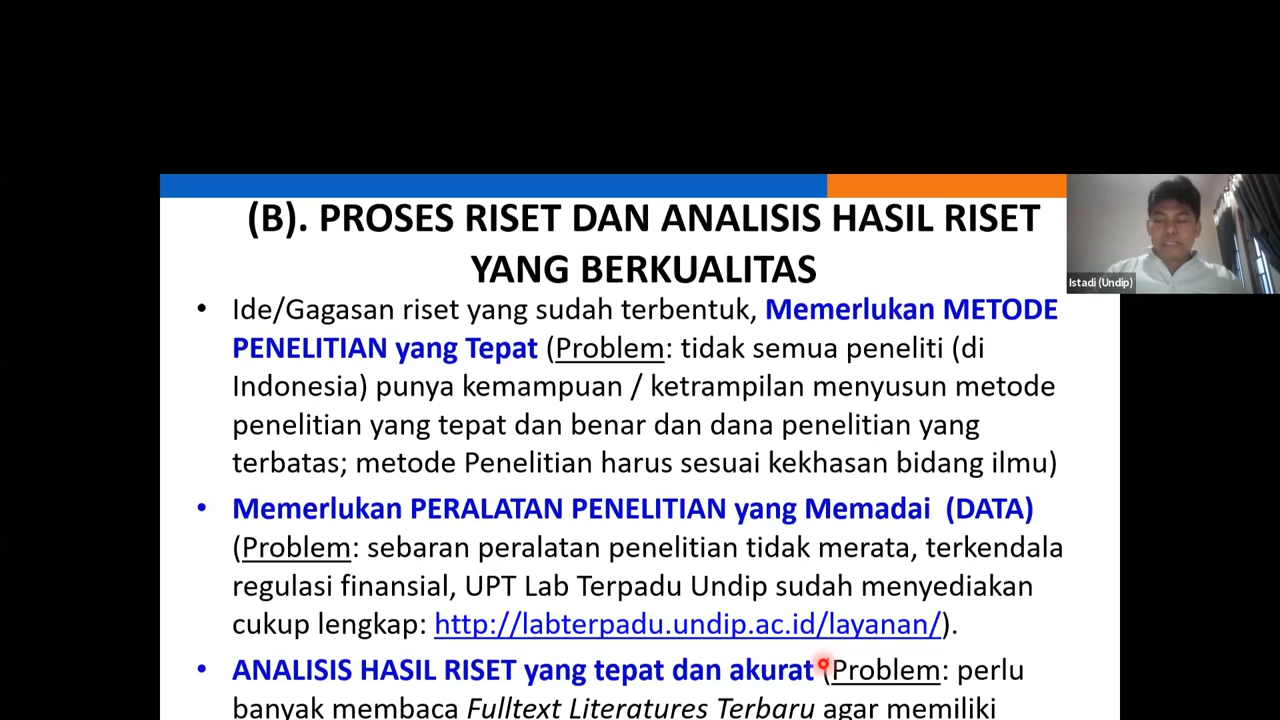 (B). PROSES RISET DAN ANALISIS HASIL RISET
YANG BERKUALITAS
• Ide/Gagasan riset yang sudah terbentuk, Memerlukan METODE
PENELITIAN yang Tepat (Problem: tidak semua peneliti (di
Indonesia) punya kemampuan / ketrampilan menyusun metode
penelitian yang tepat dan benar dan dana penelitian yang
terbatas; metode Penelitian harus sesuai kekhasan bidang ilmu)
• Memerlukan PERALATAN PENELITIAN yang Memadai (DATA)
(Problem: sebaran peralatan penelitian tidak merata, terkendala
regulasi finansial, UPT Lab Terpadu Undip sudah menyediakan
cukup lengkap: http://labterpadu.undip.ac.id/layanan/).
• ANALISIS HASIL RISET yang tepat dan akurat (Problem: perlu
banyak membaca Fulltext Literatures Terbaru agar memiliki
Istadi (Undip)